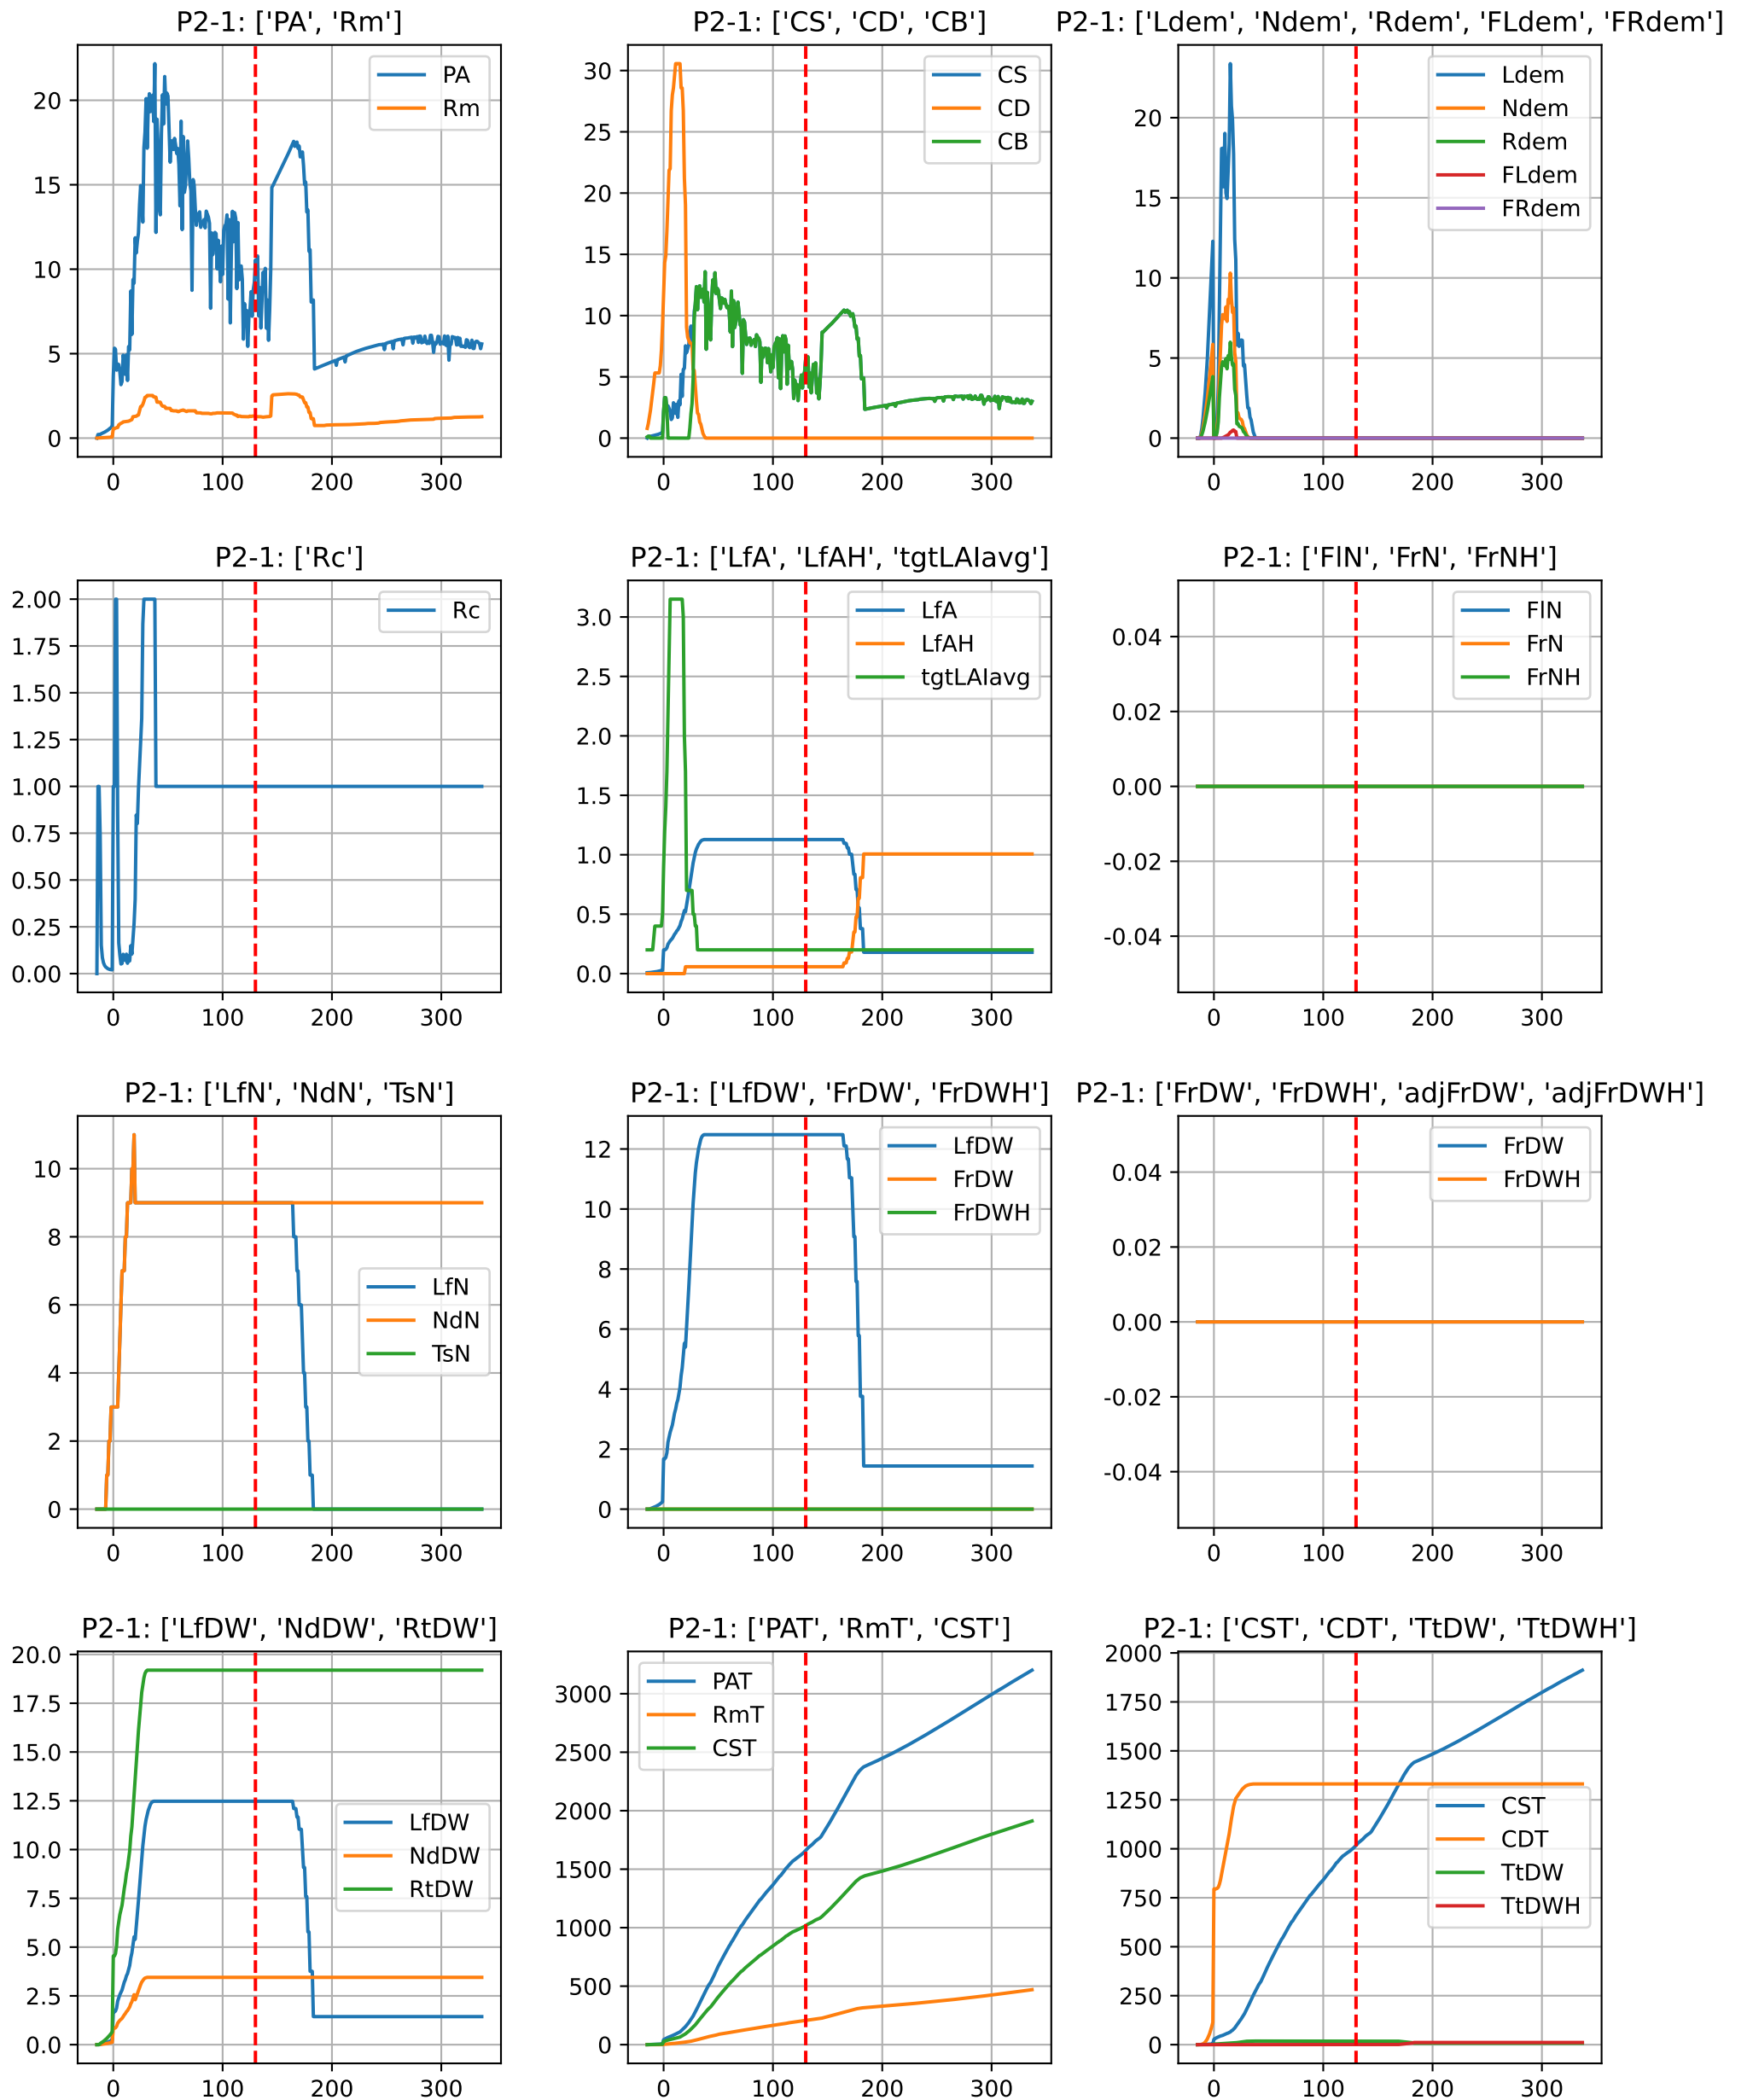 P2-1: ['PA', 'Rm']
20
15
10
5
0
0 100 200 300
PA
Rm
P2-1: ['CS', 'CD', 'CB']
30
25
20
15
10
5
0
0 100 200 300
CS
CD
CB
P2-1: ['Ldem', 'Ndem', 'Rdem', 'FLdem', 'FRdem']
20
15
10
5
0
0 100 200 300
Ldem
Ndem
Rdem
FLdem
FRdem
P2-1: ['Rc']
2.00
1.75
1.50
1.25
1.00
0.75
0.50
0.25
0.00
0 100 200 300
Rc
P2-1: ['LfA', 'LfAH', 'tgtLAIavg']
3.0
2.5
2.0
1.5
1.0
0.5
0.0
0 100 200 300
LfA
LfAH
tgtLAIavg
P2-1: ['FlN', 'FrN', 'FrNH']
0.04
0.02
0.00
-0.02
-0.04
0 100 200 300
FlN
FrN
FrNH
P2-1: ['LfN', 'NdN', 'TsN']
10
8
6
4
2
0
0 100 200 300
LfN
NdN
TsN
P2-1: ['LfDW', 'FrDW', 'FrDWH']
12
10
8
6
4
2
0
0 100 200 300
LfDW
FrDW
FrDWH
P2-1: ['FrDW', 'FrDWH', 'adjFrDW', 'adjFrDWH']
0.04
0.02
0.00
-0.02
-0.04
0 100 200 300
FrDW
FrDWH
P2-1: ['LfDW', 'NdDW', 'RtDW']
20.0
17.5
15.0
12.5
10.0
7.5
5.0
2.5
0.0
0 100 200 300
LfDW
NdDW
RtDW
P2-1: ['PAT', 'RmT', 'CST']
3000
2500
2000
1500
1000
500
0
0 100 200 300
PAT
RmT
CST
P2-1: ['CST', 'CDT', 'TtDW', 'TtDWH']
2000
1750
1500
1250
1000
750
500
250
0
0 100 200 300
CST
CDT
TtDW
TtDWH